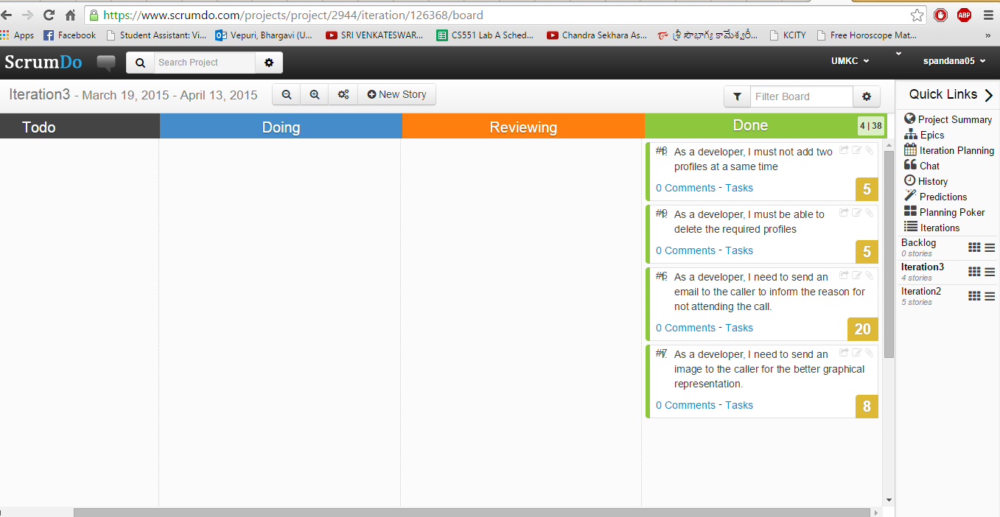 https://www.scrumdo.com/projects/project/2944/iteration/126368/board
ABP
Apps Facebook Student Assistant: Vi... Vepuri, Bhargavi (U... SRI VENKATESWAR... CS551 Lab A Sched... Chandra Sekhara As... శ్రీ సౌభాగ్య కామేశ్వరీ... KCITY Free Horoscope Mat... »
ScrumDo Search Project UMKC spandana05
Iteration3 - March 19, 2015 - April 13, 2015 New Story Filter Board
Todo Doing Reviewing Done 4 | 38
#8 As a developer, I must not add two
profiles at a same time
0 Comments - Tasks
5
#9 As a developer, I must be able to
delete the required profiles
0 Comments - Tasks
5
#6 As a developer, I need to send an
email to the caller to inform the reason for
not attending the call.
0 Comments - Tasks
20
#7 As a developer, I need to send an
image to the caller for the better graphical
representation.
0 Comments - Tasks
8
Quick Links
Project Summary
Epics
Iteration Planning
Chat
History
Predictions
Planning Poker
Iterations
Backlog
0 stories
Iteration3
4 stories
Iteration2
5 stories